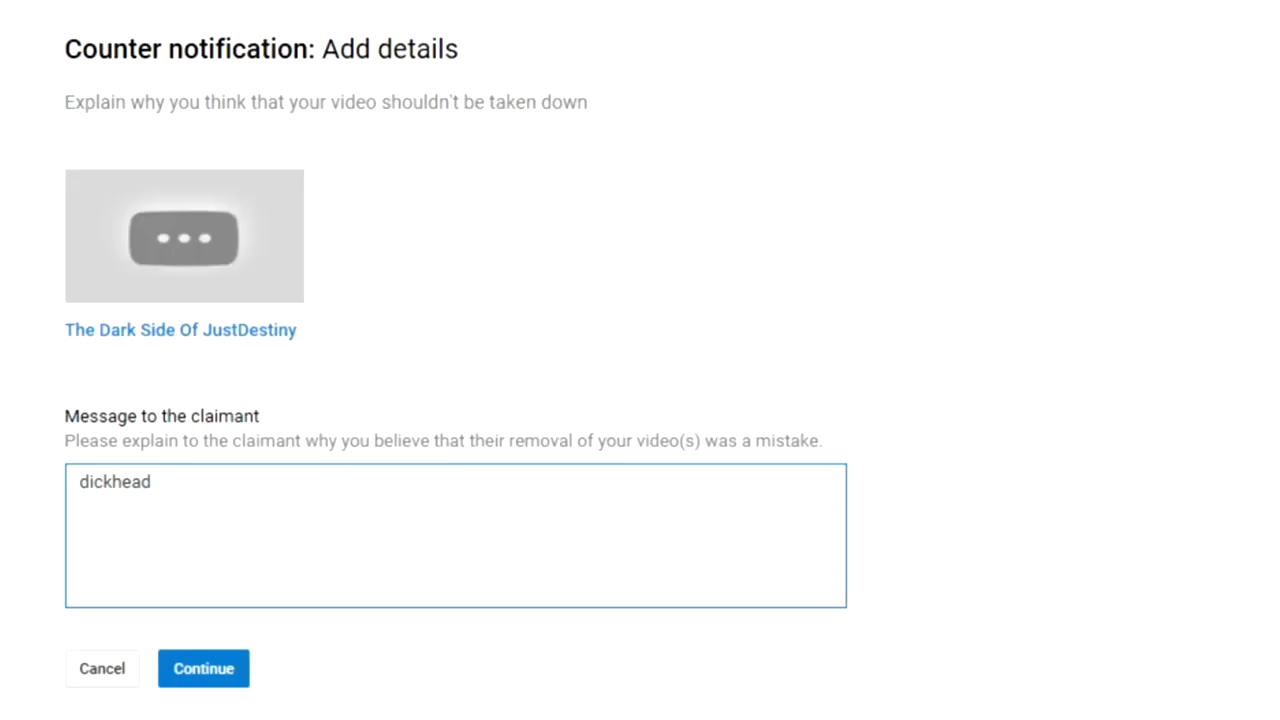 Counter notification: Add details
Explain why you think that your video shouldn't be taken down
The Dark Side Of JustDestiny
Message to the claimant
Please explain to the claimant why you believe that their removal of your video(s) was a mistake.
dickhead
Cancel
Continue